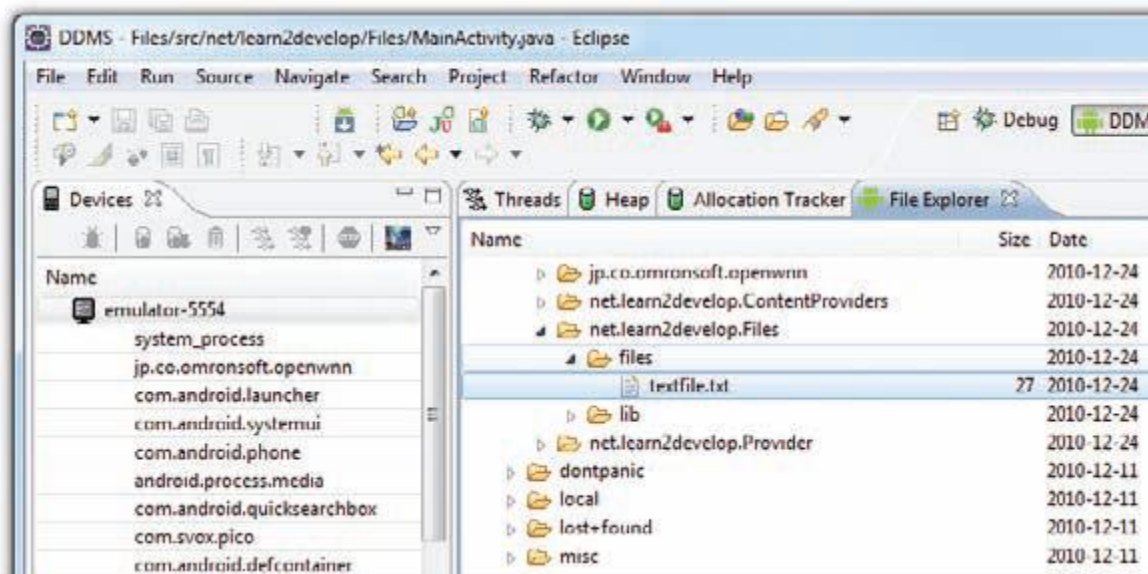 DDMS - Files/src/net/learn2develop/Files/MainActivity.java - Eclipse
File Edit Run Source Navigate Search Project Refactor Window Help
Debug DDM
Devices
Name
emulator-5554
system_process
jp.co.omronsoft.openwnn
com.android.launcher
com.android.systemui
com.android.phone
android.process.media
com.android.quicksearchbox
com.svox.pico
com.android.defcontainer
Threads Heap Allocation Tracker File Explorer
Name Size Date
jp.co.omronsoft.openwnn 2010-12-24
net.learn2develop.ContentProviders 2010-12-24
net.learn2develop.Files 2010-12-24
files 2010-12-24
textfile.txt 27 2010-12-24
lib 2010-12-24
net.learn2develop.Provider 2010-12-24
dontpanic 2010-12-11
local 2010-12-11
lost+found 2010-12-11
misc 2010-12-11